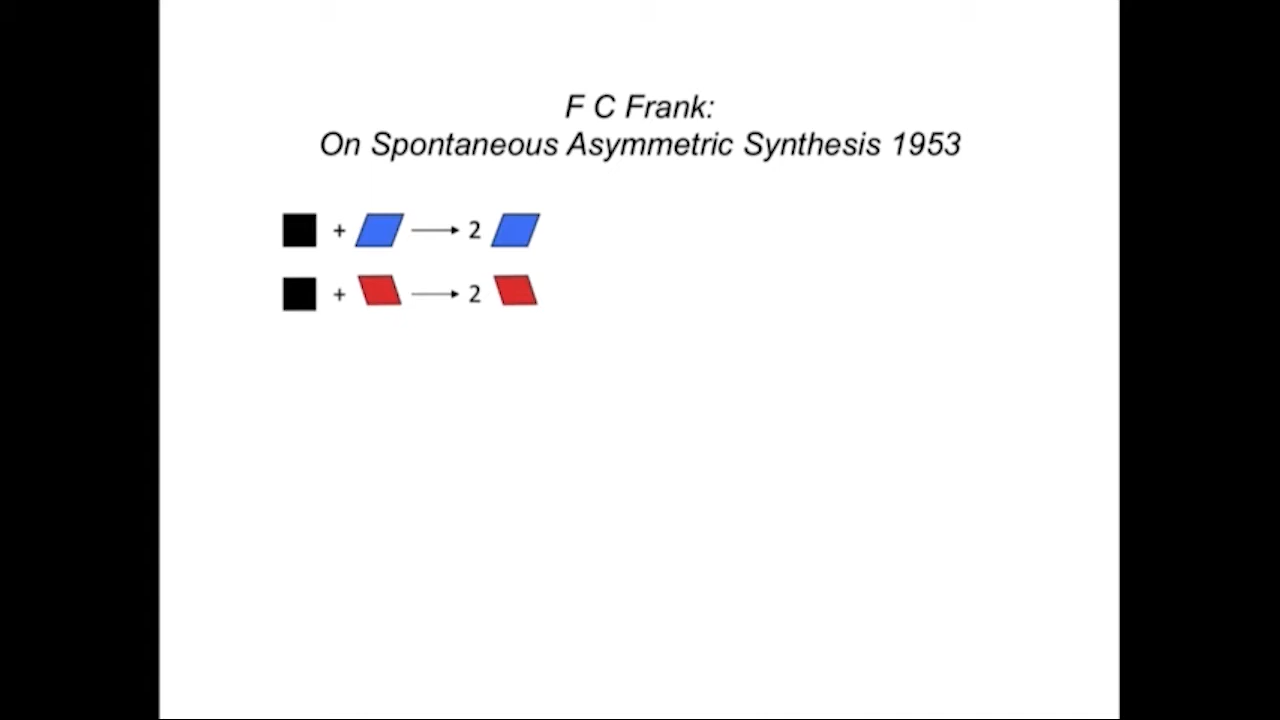 F C Frank:
On Spontaneous Asymmetric Synthesis 1953
+ ⟶ 2
+ ⟶ 2